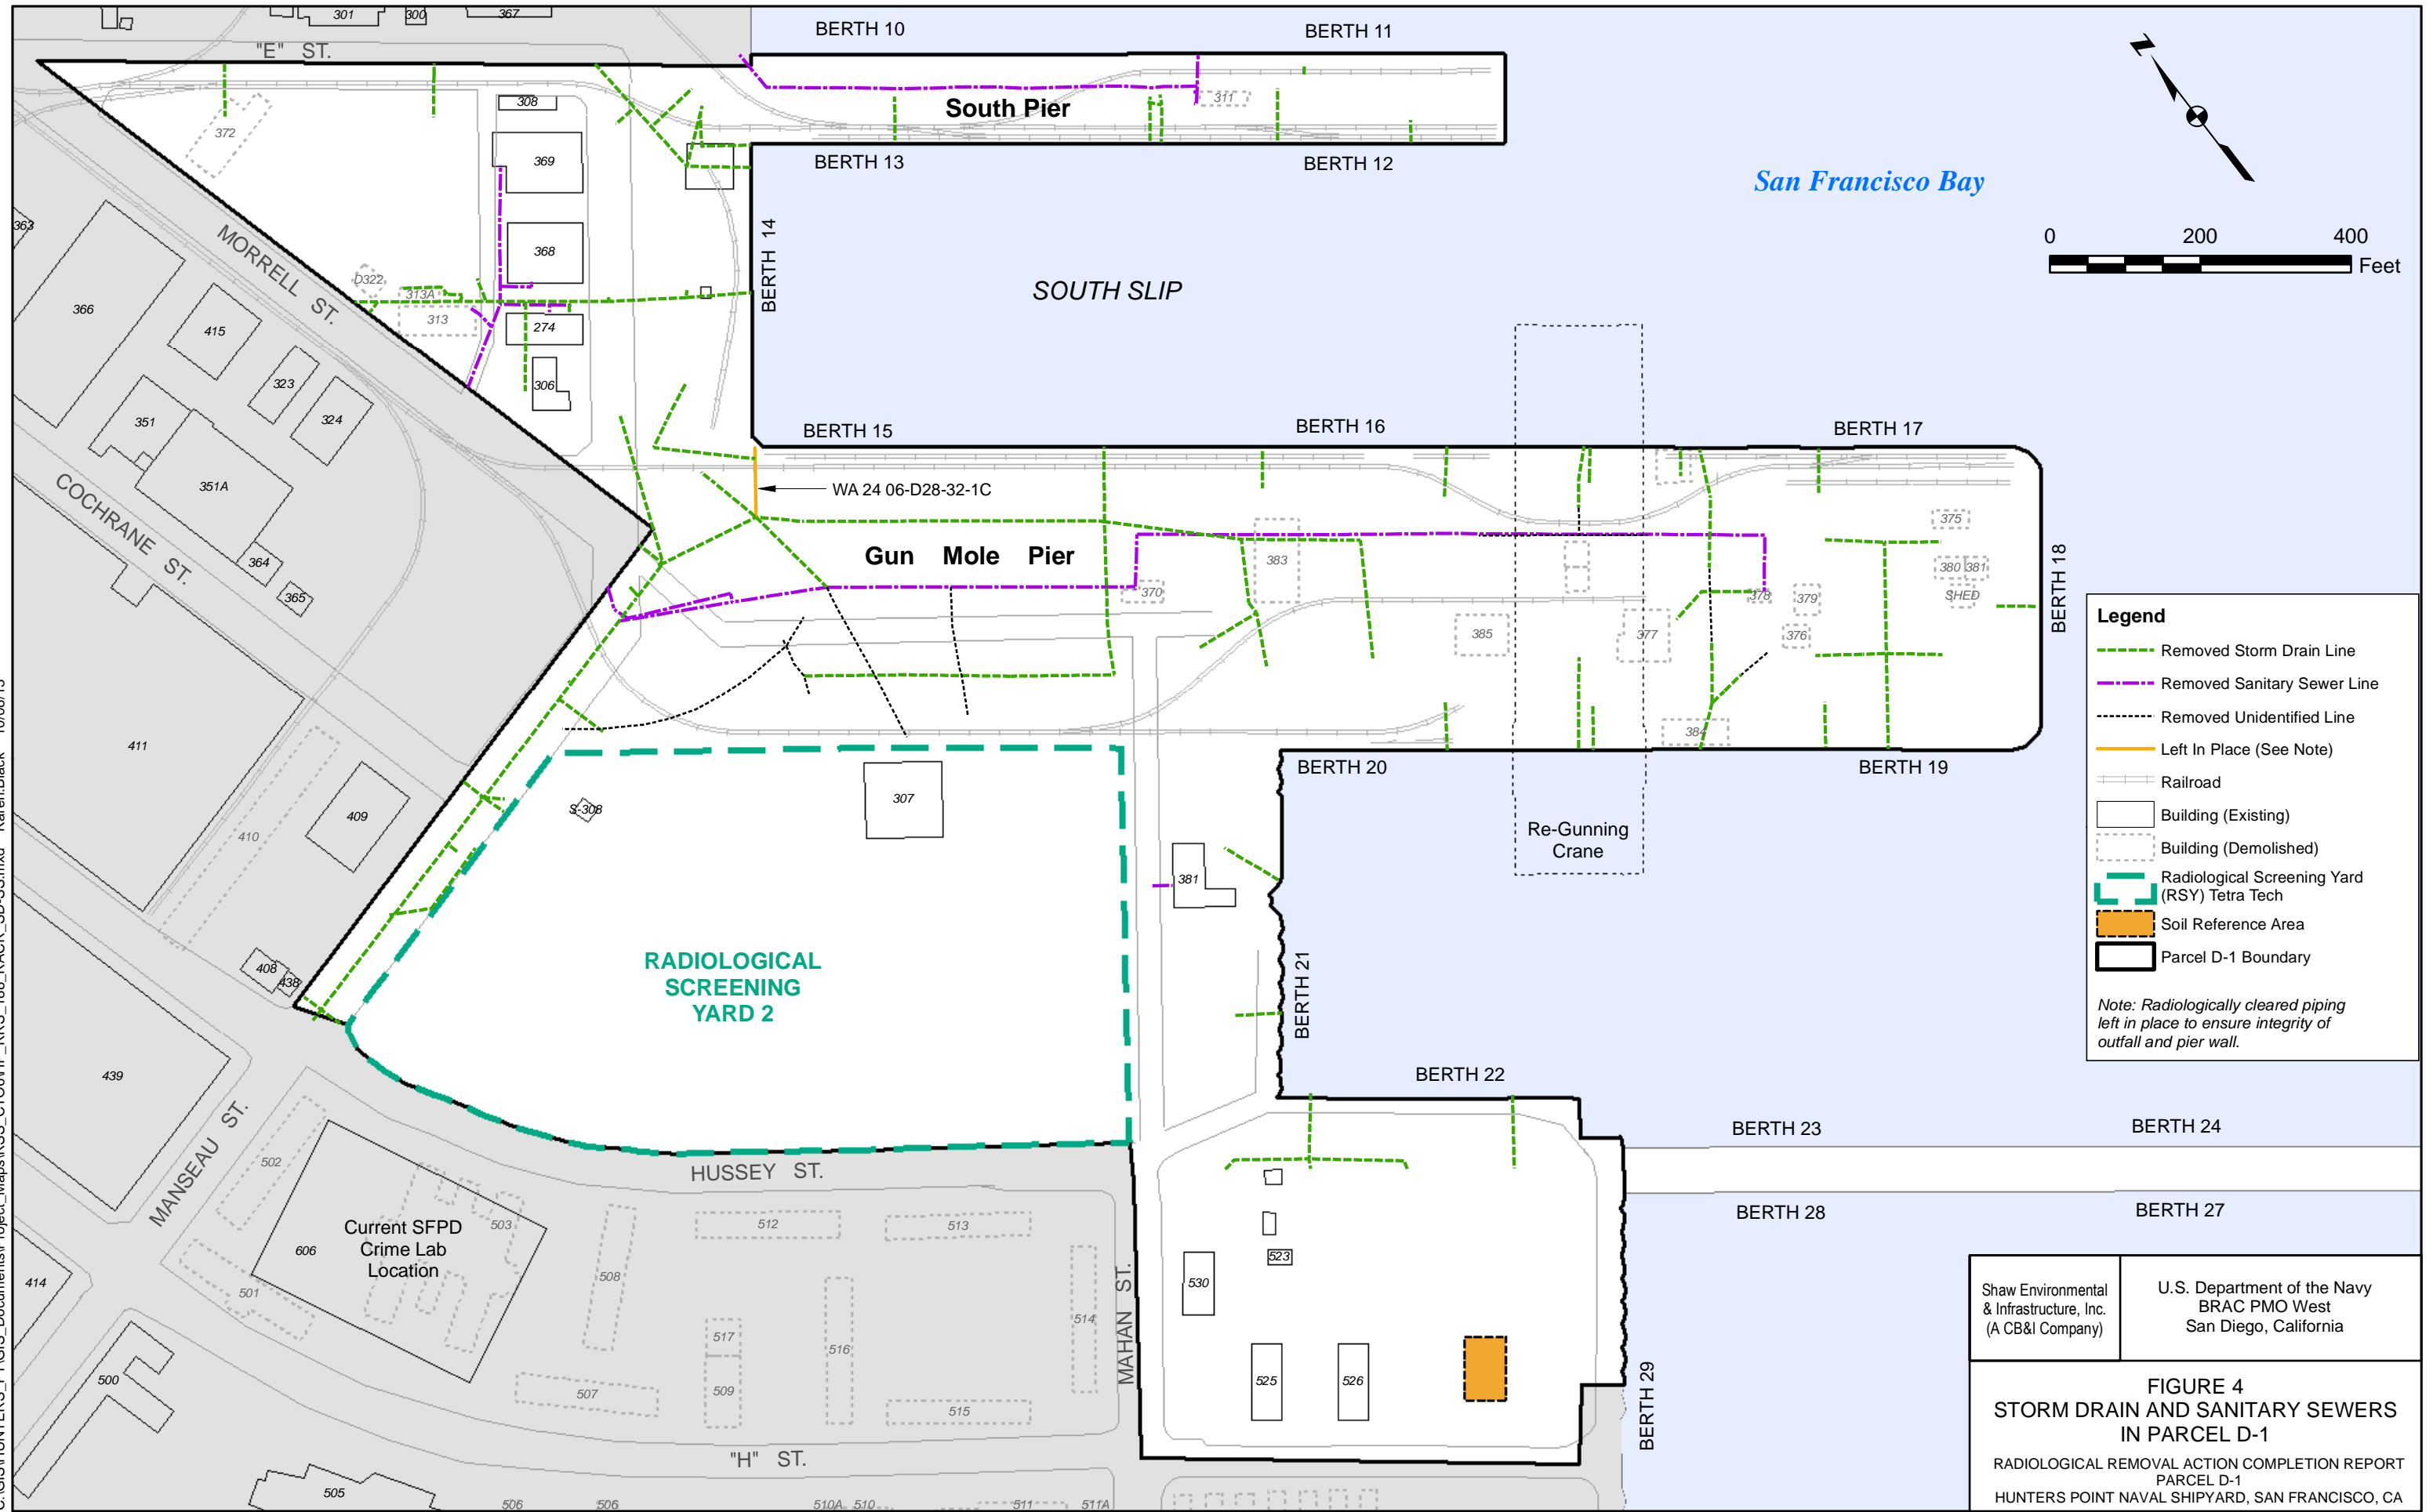 301
300
367
"E" ST.
BERTH 10
BERTH 11
N
308
South Pier
311
372
369
BERTH 13
BERTH 12
San Francisco Bay
363
MORRELL ST.
368
BERTH 14
0 200 400
Feet
D322
313A
313
274
SOUTH SLIP
366
415
323
324
306
351
351A
COCHRANE ST.
364
365
BERTH 15
BERTH 16
BERTH 17
WA 24 06-D28-32-1C
Gun Mole Pier
383
370
385
377
378
379
376
375
380
381
SHED
384
BERTH 18
411
410
409
S-308
307
BERTH 20
BERTH 19
Re-Gunning
Crane
381
408
438
RADIOLOGICAL
SCREENING
YARD 2
BERTH 21
439
MANSEAU ST.
HUSSEY ST.
BERTH 22
BERTH 23
BERTH 24
BERTH 28
BERTH 27
502
503
Current SFPD
Crime Lab
Location
606
501
414
500
508
512
513
514
517
509
516
507
515
MAHAN ST.
523
530
525
526
BERTH 29
"H" ST.
505
506
506
510A
510
511
511A
Legend
Removed Storm Drain Line
Removed Sanitary Sewer Line
Removed Unidentified Line
Left In Place (See Note)
Railroad
Building (Existing)
Building (Demolished)
Radiological Screening Yard
(RSY) Tetra Tech
Soil Reference Area
Parcel D-1 Boundary
Note: Radiologically cleared piping
left in place to ensure integrity of
outfall and pier wall.
Shaw Environmental
& Infrastructure, Inc.
(A CB&I Company)
U.S. Department of the Navy
BRAC PMO West
San Diego, California
FIGURE 4
STORM DRAIN AND SANITARY SEWERS
IN PARCEL D-1
RADIOLOGICAL REMOVAL ACTION COMPLETION REPORT
PARCEL D-1
HUNTERS POINT NAVAL SHIPYARD, SAN FRANCISCO, CA